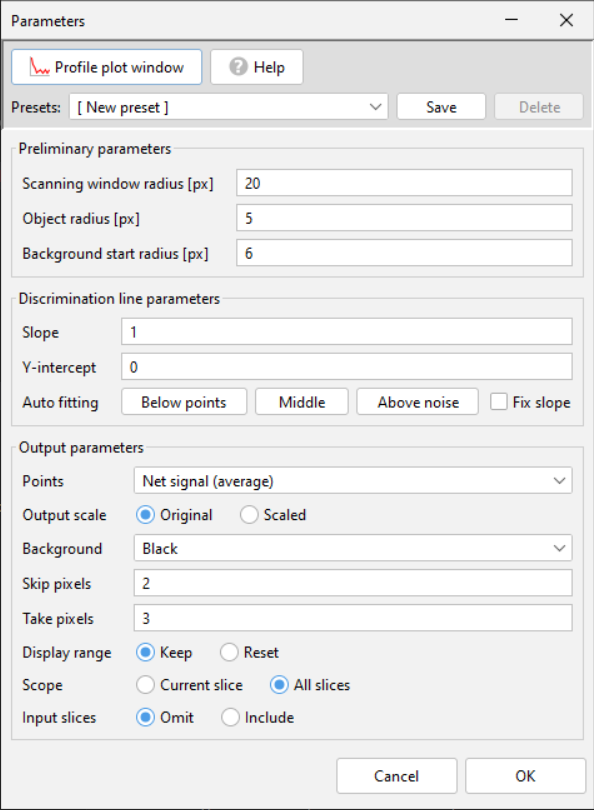 Parameters
Profile plot window Help
Presets: [ New preset ] Save Delete
Preliminary parameters
Scanning window radius [px] 20
Object radius [px] 5
Background start radius [px] 6
Discrimination line parameters
Slope 1
Y-intercept 0
Auto fitting Below points Middle Above noise Fix slope
Output parameters
Points Net signal (average)
Output scale Original Scaled
Background Black
Skip pixels 2
Take pixels 3
Display range Keep Reset
Scope Current slice All slices
Input slices Omit Include
Cancel OK